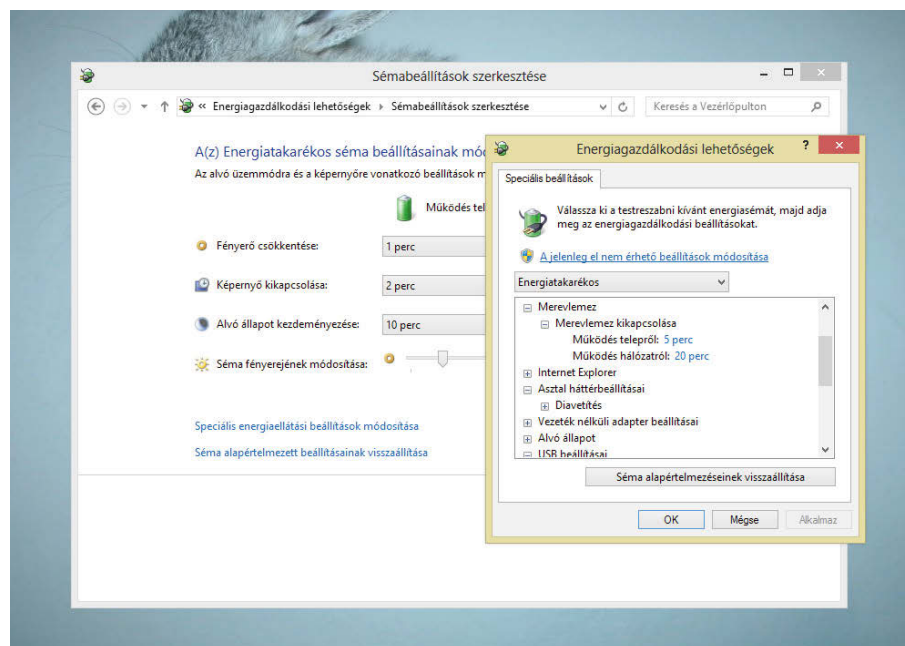 Sémabeállítások szerkesztése
« Energiagazdálkodási lehetőségek ▸ Sémabeállítások szerkesztése
Keresés a Vezérlőpulton
A(z) Energiatakarékos séma beállításainak
Az alvó üzemmódra és a képernyőre vonatkozó beállítások
Működés
Fényerő csökkentése:
1 perc
Képernyő kikapcsolása:
2 perc
Alvó állapot kezdeményezése:
10 perc
Séma fényerejének módosítása:
Speciális energiaellátási beállítások módosítása
Séma alapértelmezett beállításainak visszaállítása
Energiagazdálkodási lehetőségek
Speciális beállítások
Válassza ki a testreszabni kívánt energiasémát, majd adja
meg az energiagazdálkodási beállításokat.
A jelenleg el nem érhető beállítások módosítása
Energiatakarékos
Merevlemez
Merevlemez kikapcsolása
Működés telepről: 5 perc
Működés hálózatról: 20 perc
Internet Explorer
Asztal háttérbeállításai
Diavetítés
Vezeték nélküli adapter beállításai
Alvó állapot
USB beállításai
Séma alapértelmezéseinek visszaállítása
OK
Mégse
Alkalmaz